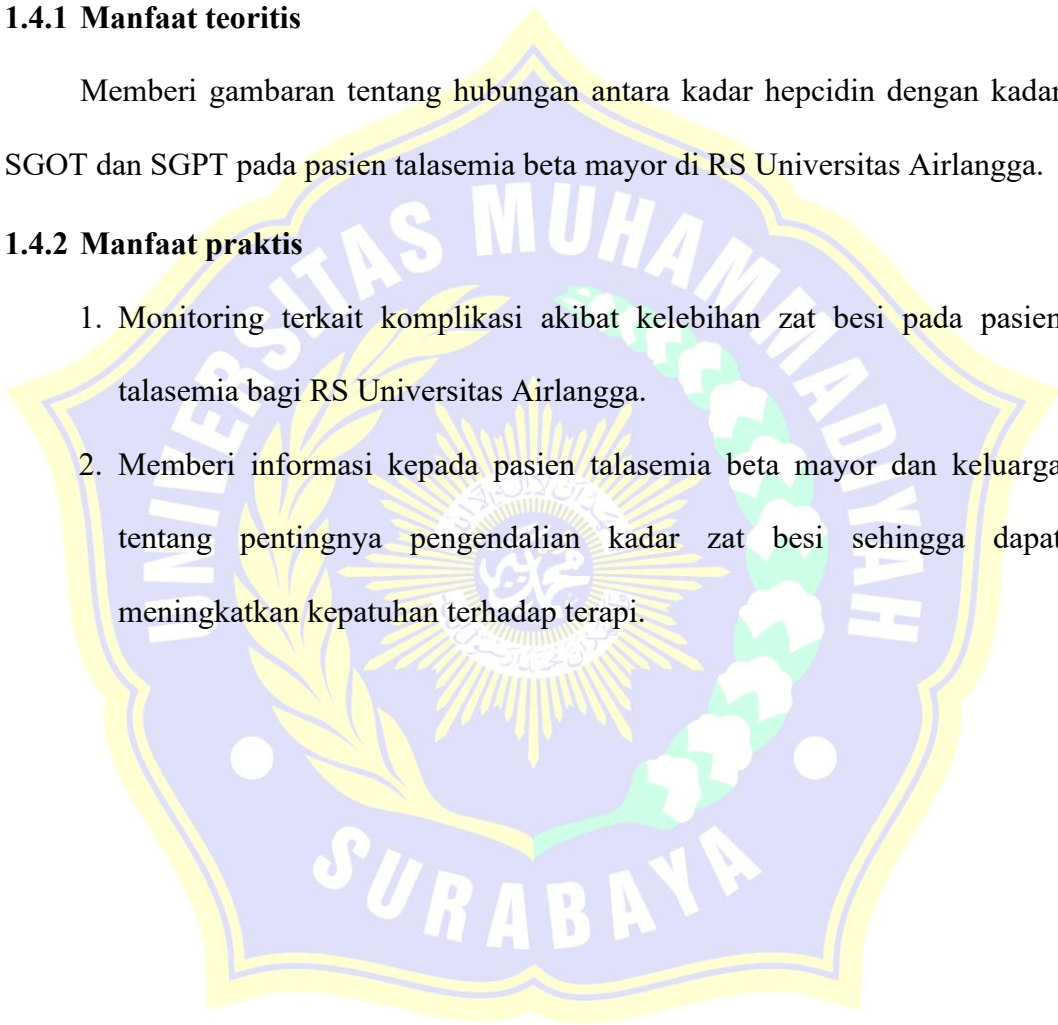 1.4.1 Manfaat teoritis
Memberi gambaran tentang hubungan antara kadar hepcidin dengan kadar
SGOT dan SGPT pada pasien talasemia beta mayor di RS Universitas Airlangga.
1.4.2 Manfaat praktis
1. Monitoring terkait komplikasi akibat kelebihan zat besi pada pasien
talasemia bagi RS Universitas Airlangga.
2. Memberi informasi kepada pasien talasemia beta mayor dan keluarga
tentang pentingnya pengendalian kadar zat besi sehingga dapat
meningkatkan kepatuhan terhadap terapi.
UNIVERSITAS MUHAMMADIYAH
SURABAYA